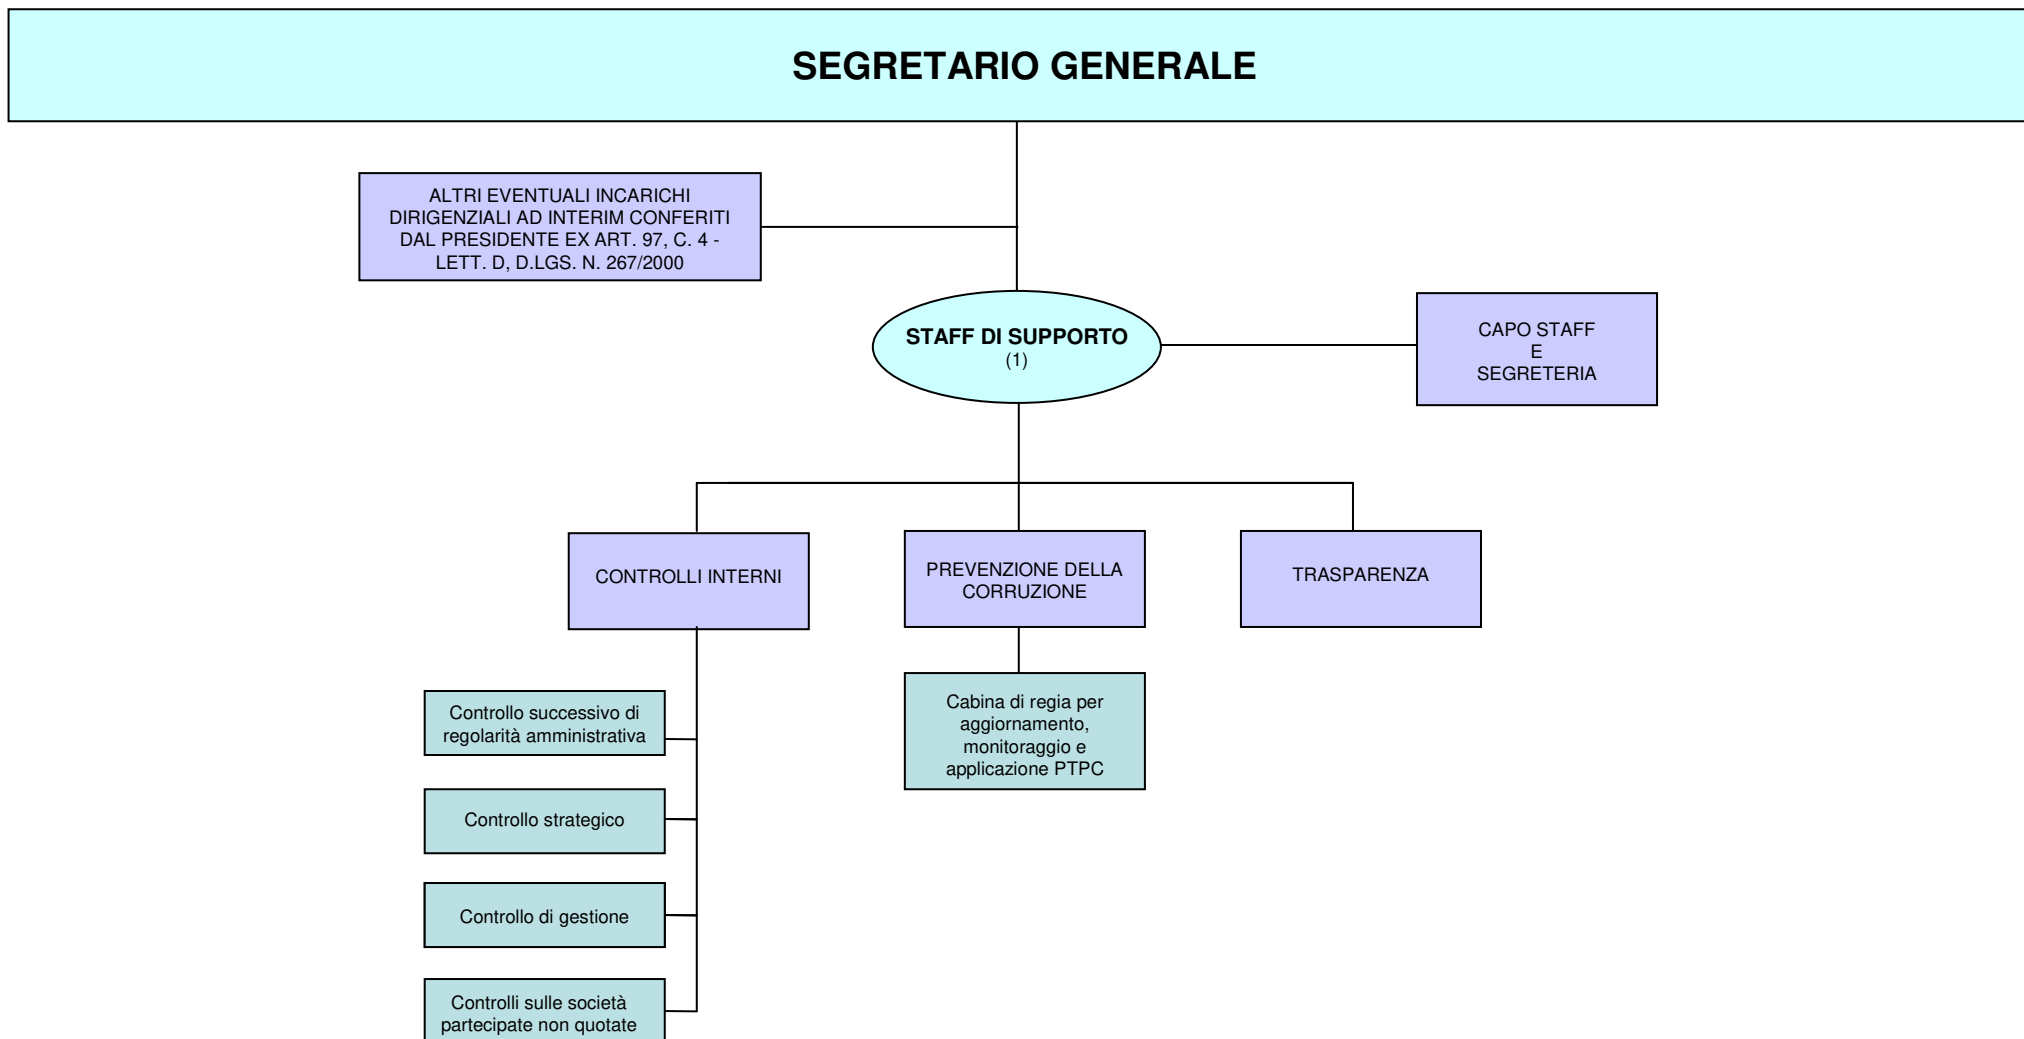 SEGRETARIO GENERALE
ALTRI EVENTUALI INCARICHI
DIRIGENZIALI AD INTERIM CONFERITI
DAL PRESIDENTE EX ART. 97, C. 4 -
LETT. D, D.LGS. N. 267/2000
STAFF DI SUPPORTO
(1)
CAPO STAFF
E
SEGRETERIA
CONTROLLI INTERNI
PREVENZIONE DELLA
CORRUZIONE
TRASPARENZA
Controllo successivo di
regolarità amministrativa
Cabina di regia per
aggiornamento,
monitoraggio e
applicazione PTPC
Controllo strategico
Controllo di gestione
Controlli sulle società
partecipate non quotate